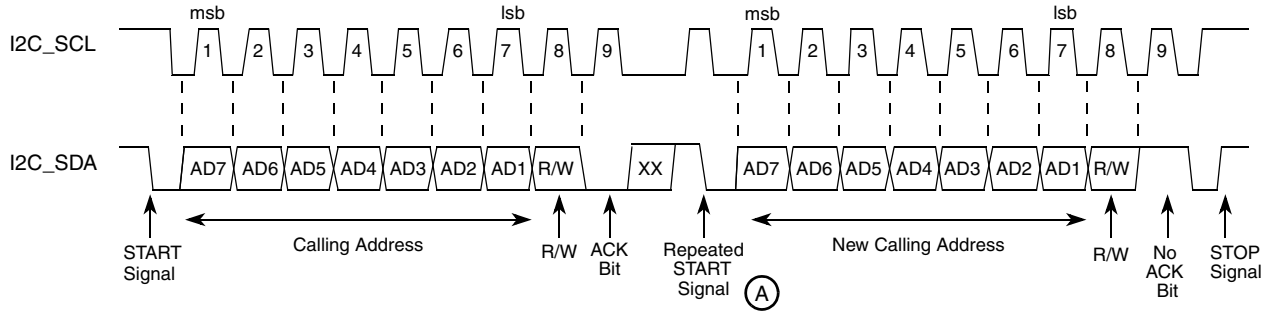 msb lsb msb lsb
I2C_SCL 1 2 3 4 5 6 7 8 9 1 2 3 4 5 6 7 8 9
I2C_SDA AD7 AD6 AD5 AD4 AD3 AD2 AD1 R/W XX AD7 AD6 AD5 AD4 AD3 AD2 AD1 R/W
START
Signal
Calling Address
R/W
ACK
Bit
Repeated
START
Signal
A
New Calling Address
R/W
No
ACK
Bit
STOP
Signal